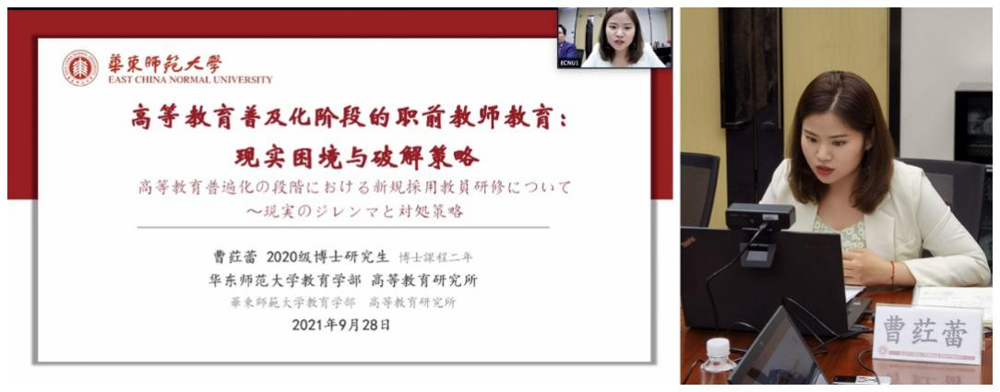 華東师范大学
EAST CHINA NORMAL UNIVERSITY
ECNU1
高等教育普及化阶段的职前教师教育：
现实困境与破解策略
高等教育普遍化の段階における新規採用教員研修について
～現実のジレンマと対処策略
曹荭蕾 2020级博士研究生 博士課程二年
华东师范大学教育学部 高等教育研究所
華東師範大学教育学部 高等教育研究所
2021年9月28日
曹荭蕾